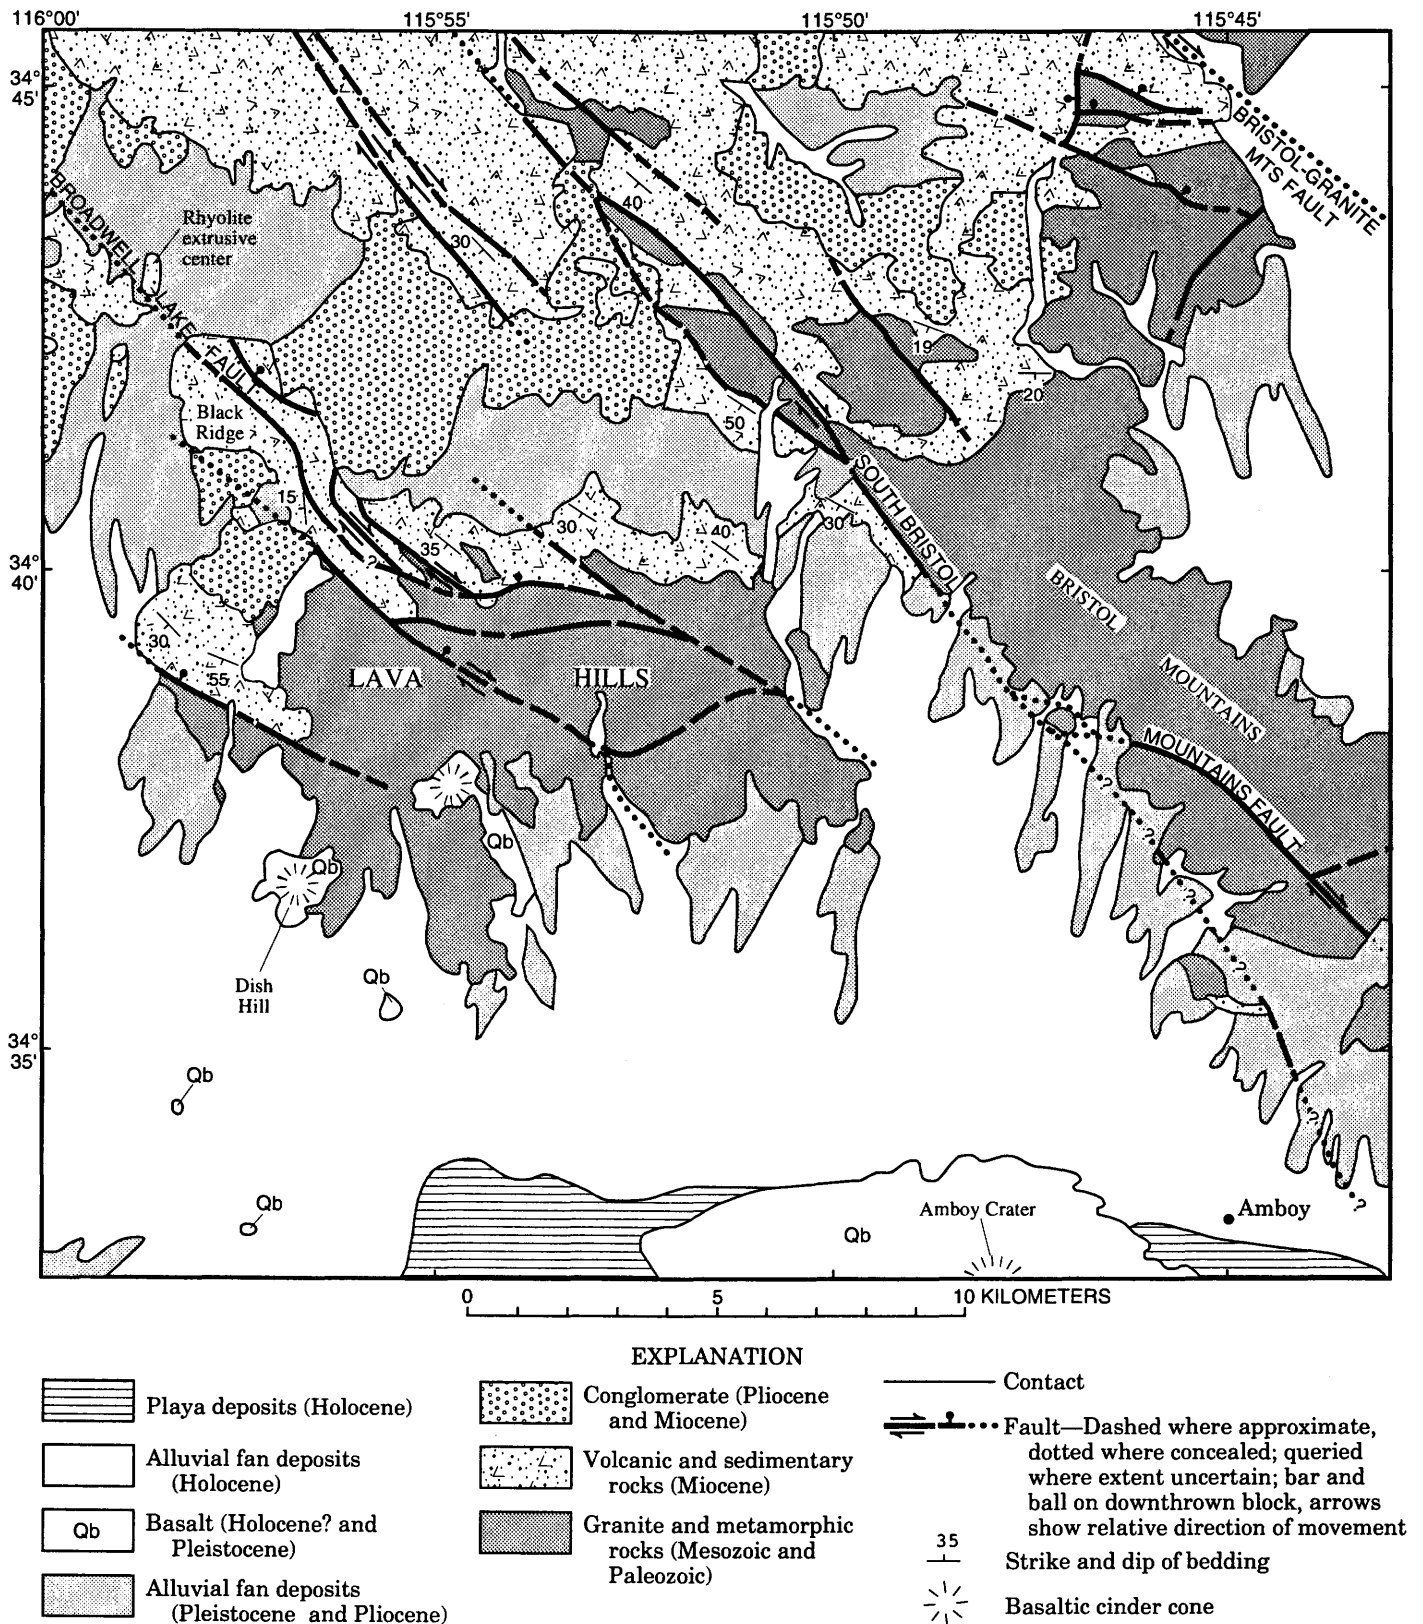 116°00' 115°55' 115°50' 115°45'
34°
45'
BRISTOL-GRANITE
MTS FAULT
BROADWELL LAKE FAULT
Rhyolite
extrusive
center
40
30
19
20
Black
Ridge
50
15
SOUTH BRISTOL
30
30
40
35
?
34°
40'
BRISTOL
MOUNTAINS
30
55
LAVA HILLS
MOUNTAINS FAULT
?
?
?
?
?
?
Qb
Qb
Dish
Hill
Qb
34°
35'
Qb
Qb
Amboy Crater
Qb
Amboy
0 5 10 KILOMETERS
EXPLANATION
Playa deposits (Holocene)
Alluvial fan deposits
(Holocene)
Qb
Basalt (Holocene? and
Pleistocene)
Alluvial fan deposits
(Pleistocene and Pliocene)
Conglomerate (Pliocene
and Miocene)
Volcanic and sedimentary
rocks (Miocene)
Granite and metamorphic
rocks (Mesozoic and
Paleozoic)
Contact
Fault—Dashed where approximate,
dotted where concealed; queried
where extent uncertain; bar and
ball on downthrown block, arrows
show relative direction of movement
35
Strike and dip of bedding
Basaltic cinder cone